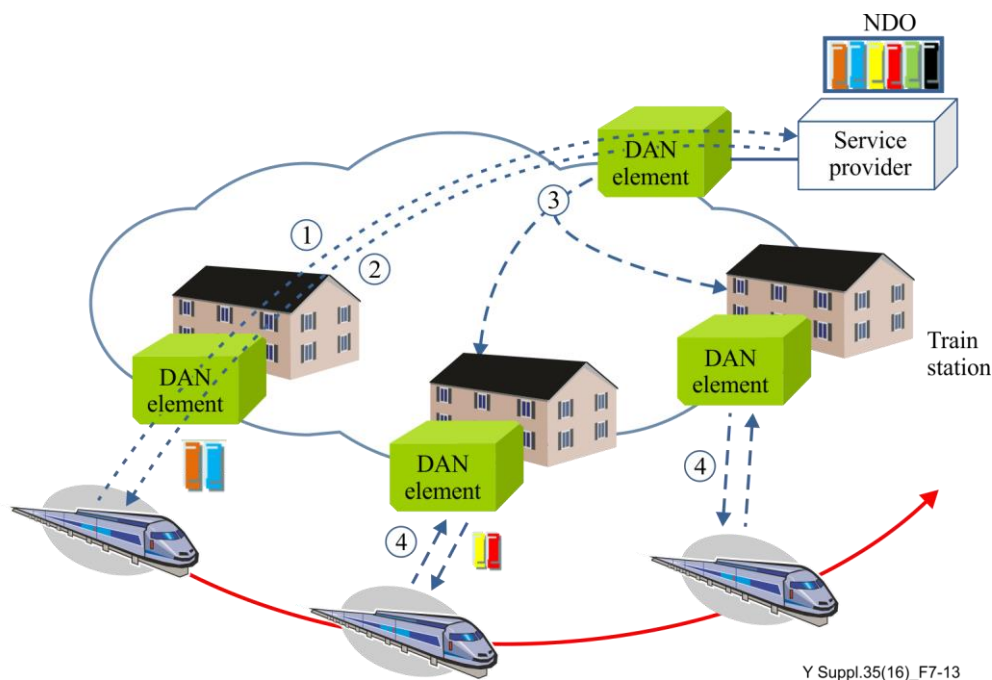 NDO
DAN
element
Service
provider
3
1
2
DAN
element
Train
station
DAN
element
DAN
element
4
4
Y Suppl.35(16)_F7-13